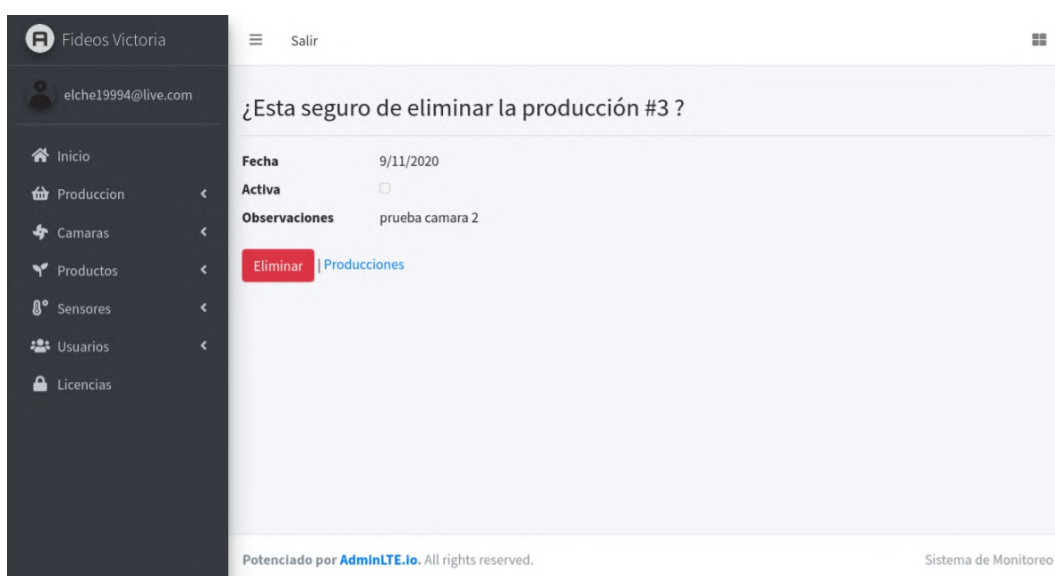 Fideos Victoria
Salir
elche19994@live.com
¿Esta seguro de eliminar la producción #3 ?
Inicio
Produccion
Camaras
Productos
Sensores
Usuarios
Licencias
Fecha 9/11/2020
Activa
Observaciones prueba camara 2
Eliminar | Producciones
Potenciado por AdminLTE.io. All rights reserved.
Sistema de Monitoreo